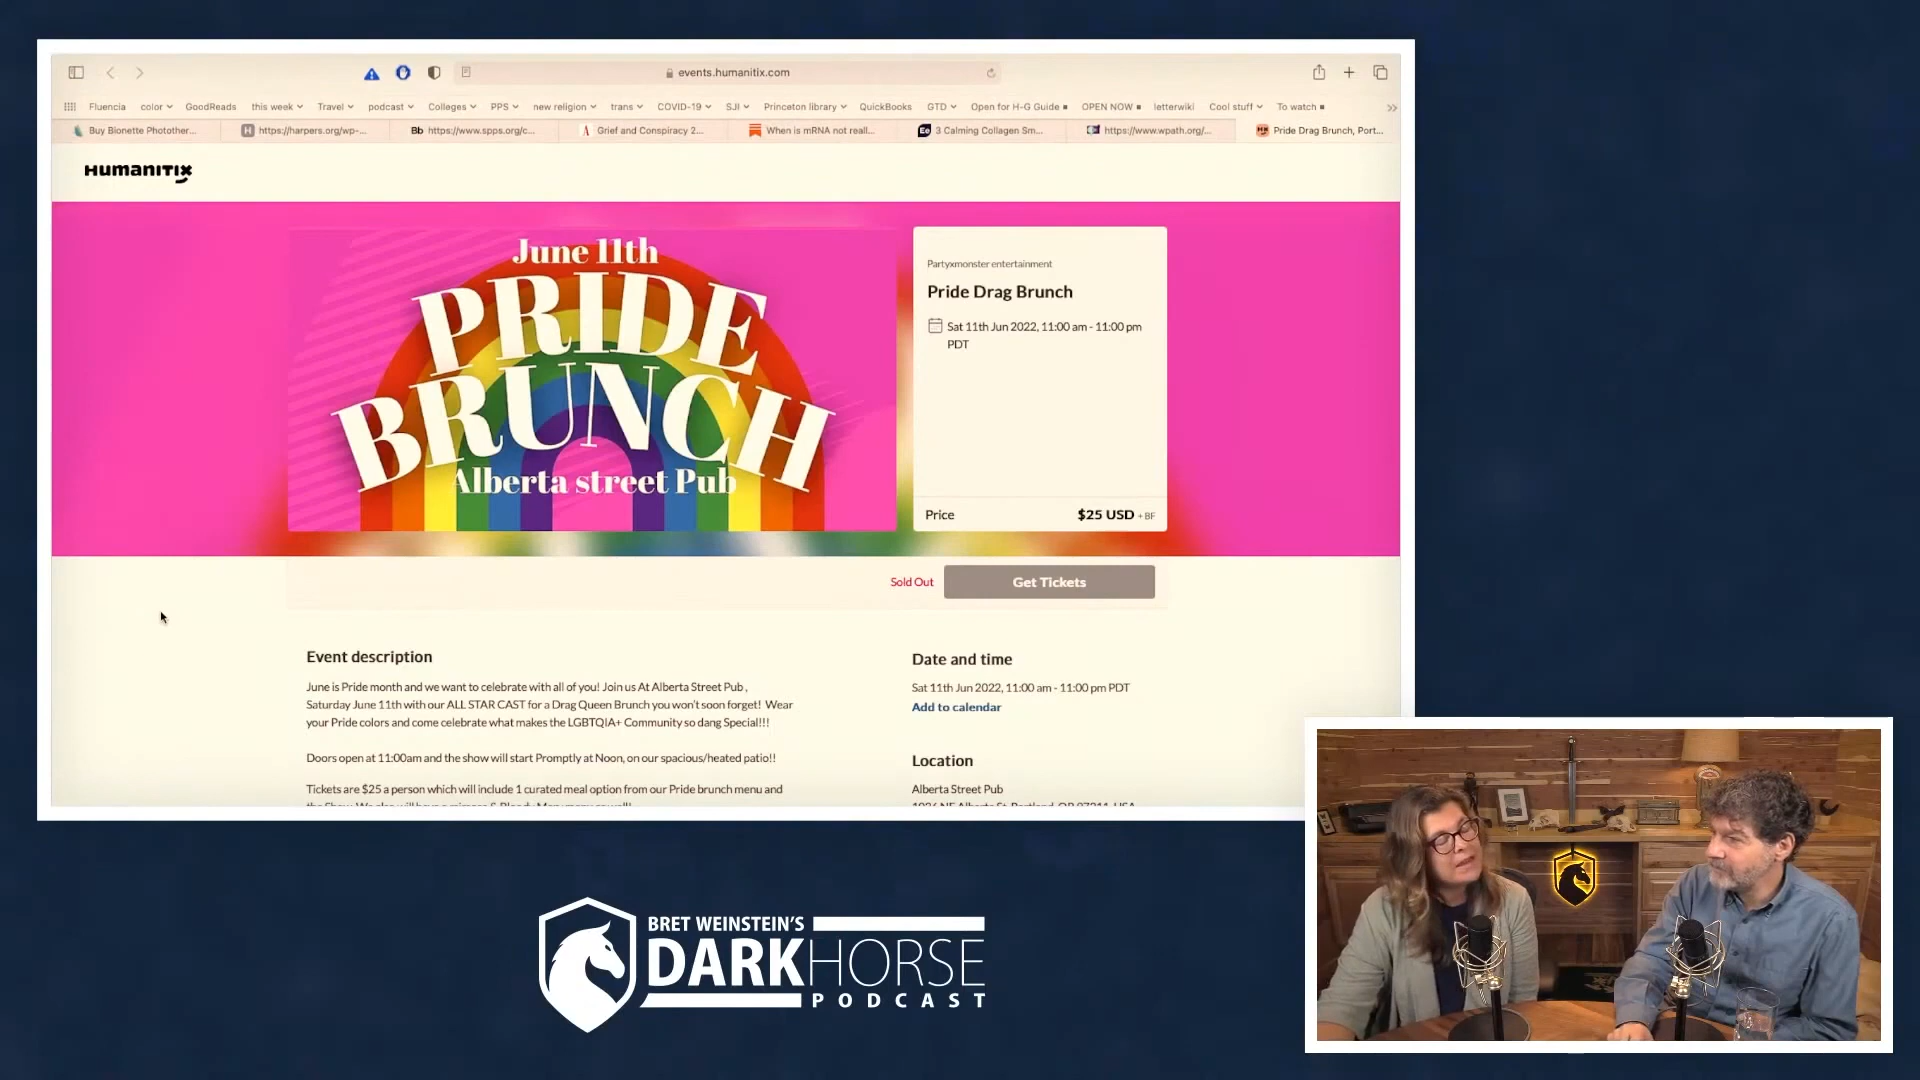 events.humanitix.com
Fluencia color GoodReads this week Travel podcast Colleges PPS new religion trans COVID-19 SJI Princeton library QuickBooks GTD Open for H-G Guide OPEN NOW letterwiki Cool stuff To watch
Buy Bionette Photother... https://harpers.org/wp-... Bb https://www.spps.org/c... Grief and Conspiracy 2... When is mRNA not reall... Eo 3 Calming Collagen Sm... https://www.wpath.org/... Pride Drag Brunch, Port...
HUMANITIX
June 11th
PRIDE
BRUNCH
Alberta street Pub
Partyxmonster entertainment
Pride Drag Brunch
Sat 11th Jun 2022, 11:00 am - 11:00 pm
PDT
Price $25 USD + BF
Sold Out Get Tickets
Event description
June is Pride month and we want to celebrate with all of you! Join us At Alberta Street Pub ,
Saturday June 11th with our ALL STAR CAST for a Drag Queen Brunch you won't soon forget! Wear
your Pride colors and come celebrate what makes the LGBTQIA+ Community so dang Special!!!
Doors open at 11:00am and the show will start Promptly at Noon, on our spacious/heated patio!!
Tickets are $25 a person which will include 1 curated meal option from our Pride brunch menu and
Date and time
Sat 11th Jun 2022, 11:00 am - 11:00 pm PDT
Add to calendar
Location
Alberta Street Pub
BRET WEINSTEIN'S
DARKHORSE
PODCAST